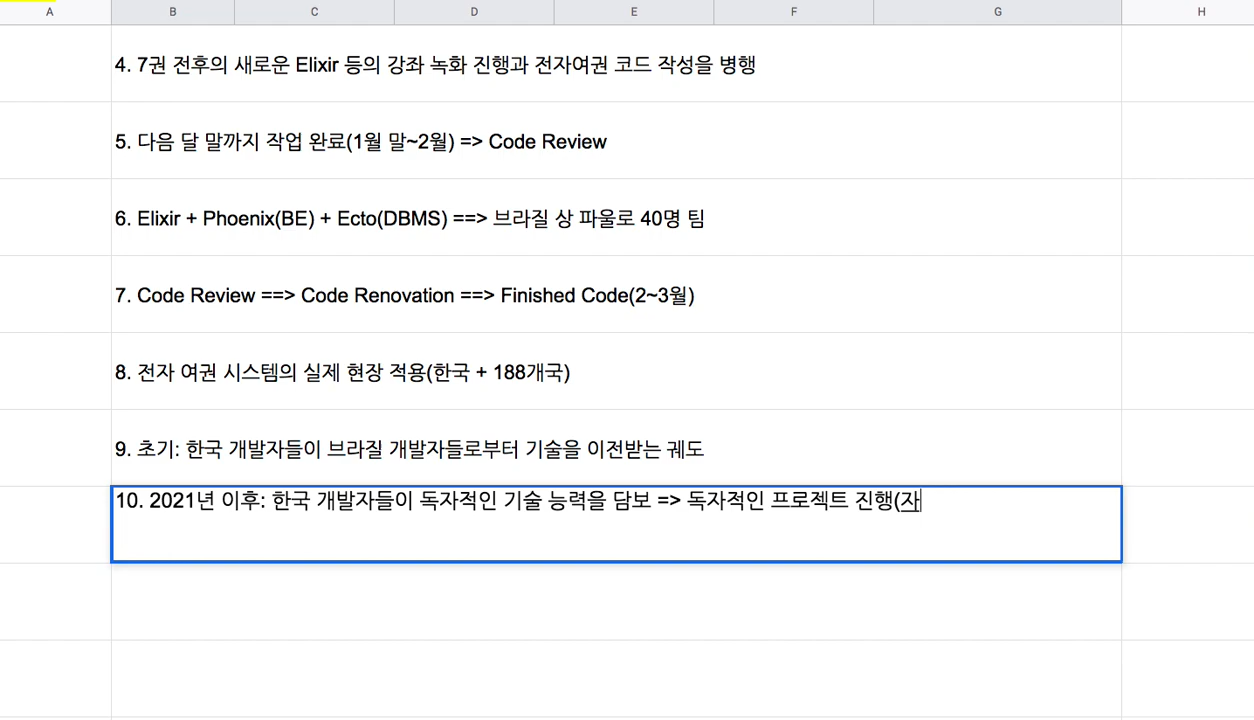 A B C D E F G H
4. 7권 전후의 새로운 Elixir 등의 강좌 녹화 진행과 전자여권 코드 작성을 병행
5. 다음 달 말까지 작업 완료(1월 말~2월) => Code Review
6. Elixir + Phoenix(BE) + Ecto(DBMS) ==> 브라질 상 파울로 40명 팀
7. Code Review ==> Code Renovation ==> Finished Code(2~3월)
8. 전자 여권 시스템의 실제 현장 적용(한국 + 188개국)
9. 초기: 한국 개발자들이 브라질 개발자들로부터 기술을 이전받는 궤도
10. 2021년 이후: 한국 개발자들이 독자적인 기술 능력을 담보 => 독자적인 프로젝트 진행(자